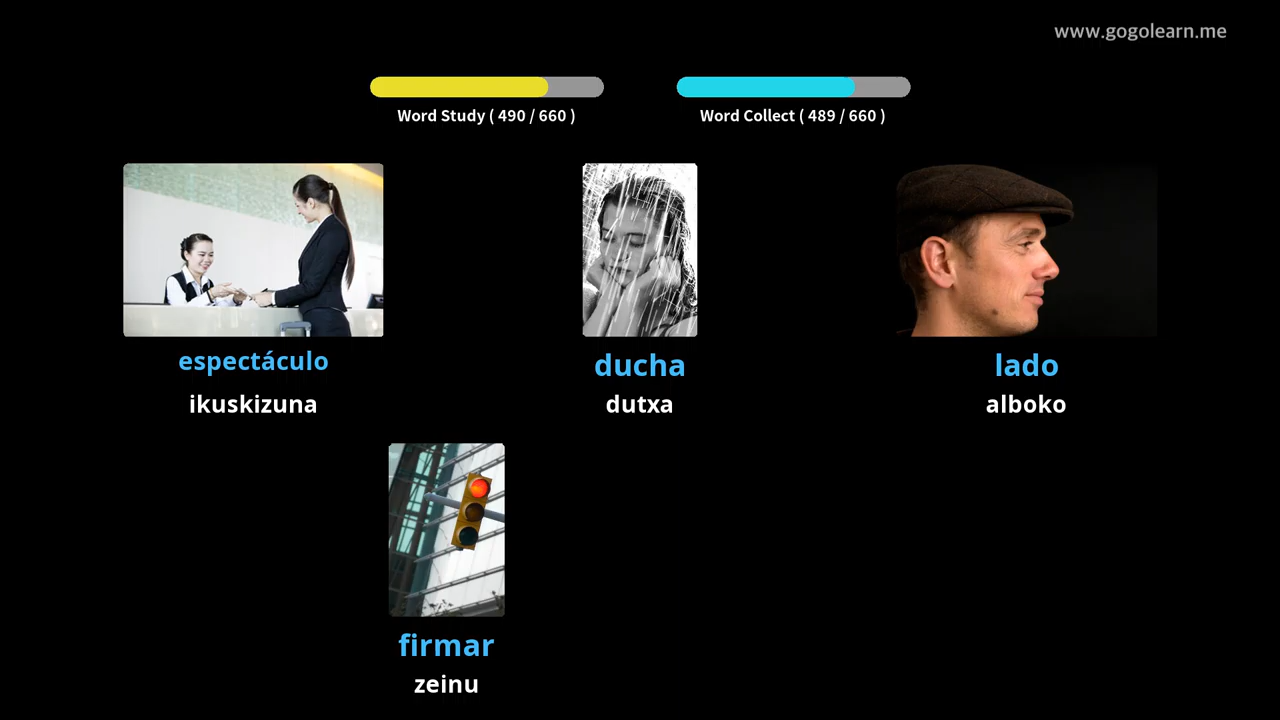 www.gogolearn.me
Word Study ( 490 / 660 )
Word Collect ( 489 / 660 )
espectáculo
ikuskizuna
ducha
dutxa
lado
alboko
firmar
zeinu